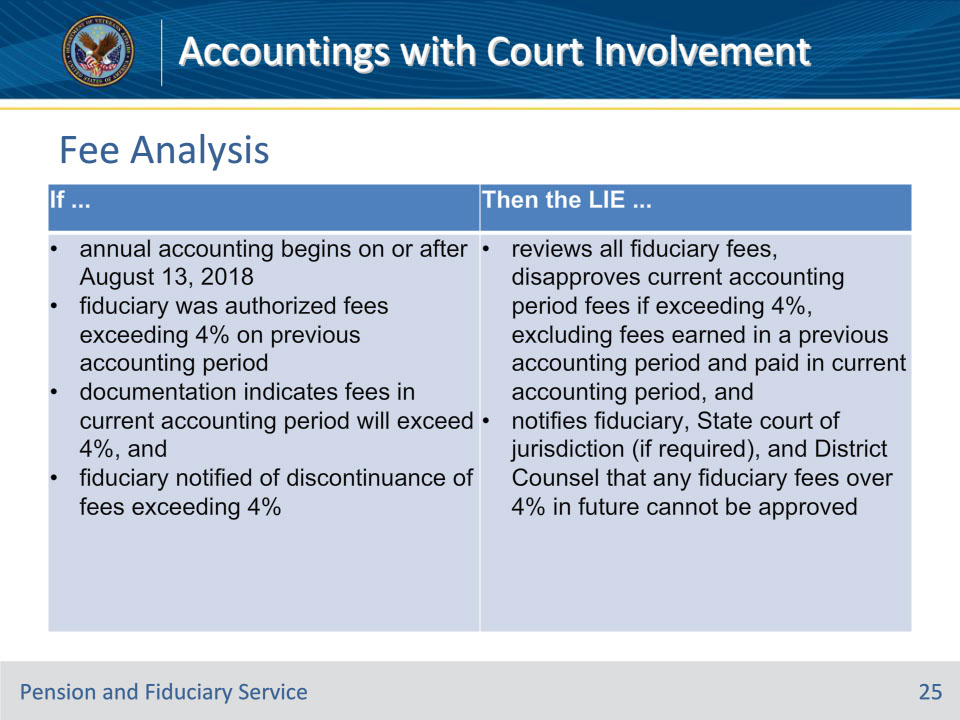 Accountings with Court Involvement
Fee Analysis
If ...
Then the LIE ...
• annual accounting begins on or after
August 13, 2018
• fiduciary was authorized fees
exceeding 4% on previous
accounting period
• documentation indicates fees in
current accounting period will exceed
4%, and
• fiduciary notified of discontinuance of
fees exceeding 4%
• reviews all fiduciary fees,
disapproves current accounting
period fees if exceeding 4%,
excluding fees earned in a previous
accounting period and paid in current
accounting period, and
• notifies fiduciary, State court of
jurisdiction (if required), and District
Counsel that any fiduciary fees over
4% in future cannot be approved
Pension and Fiduciary Service
25